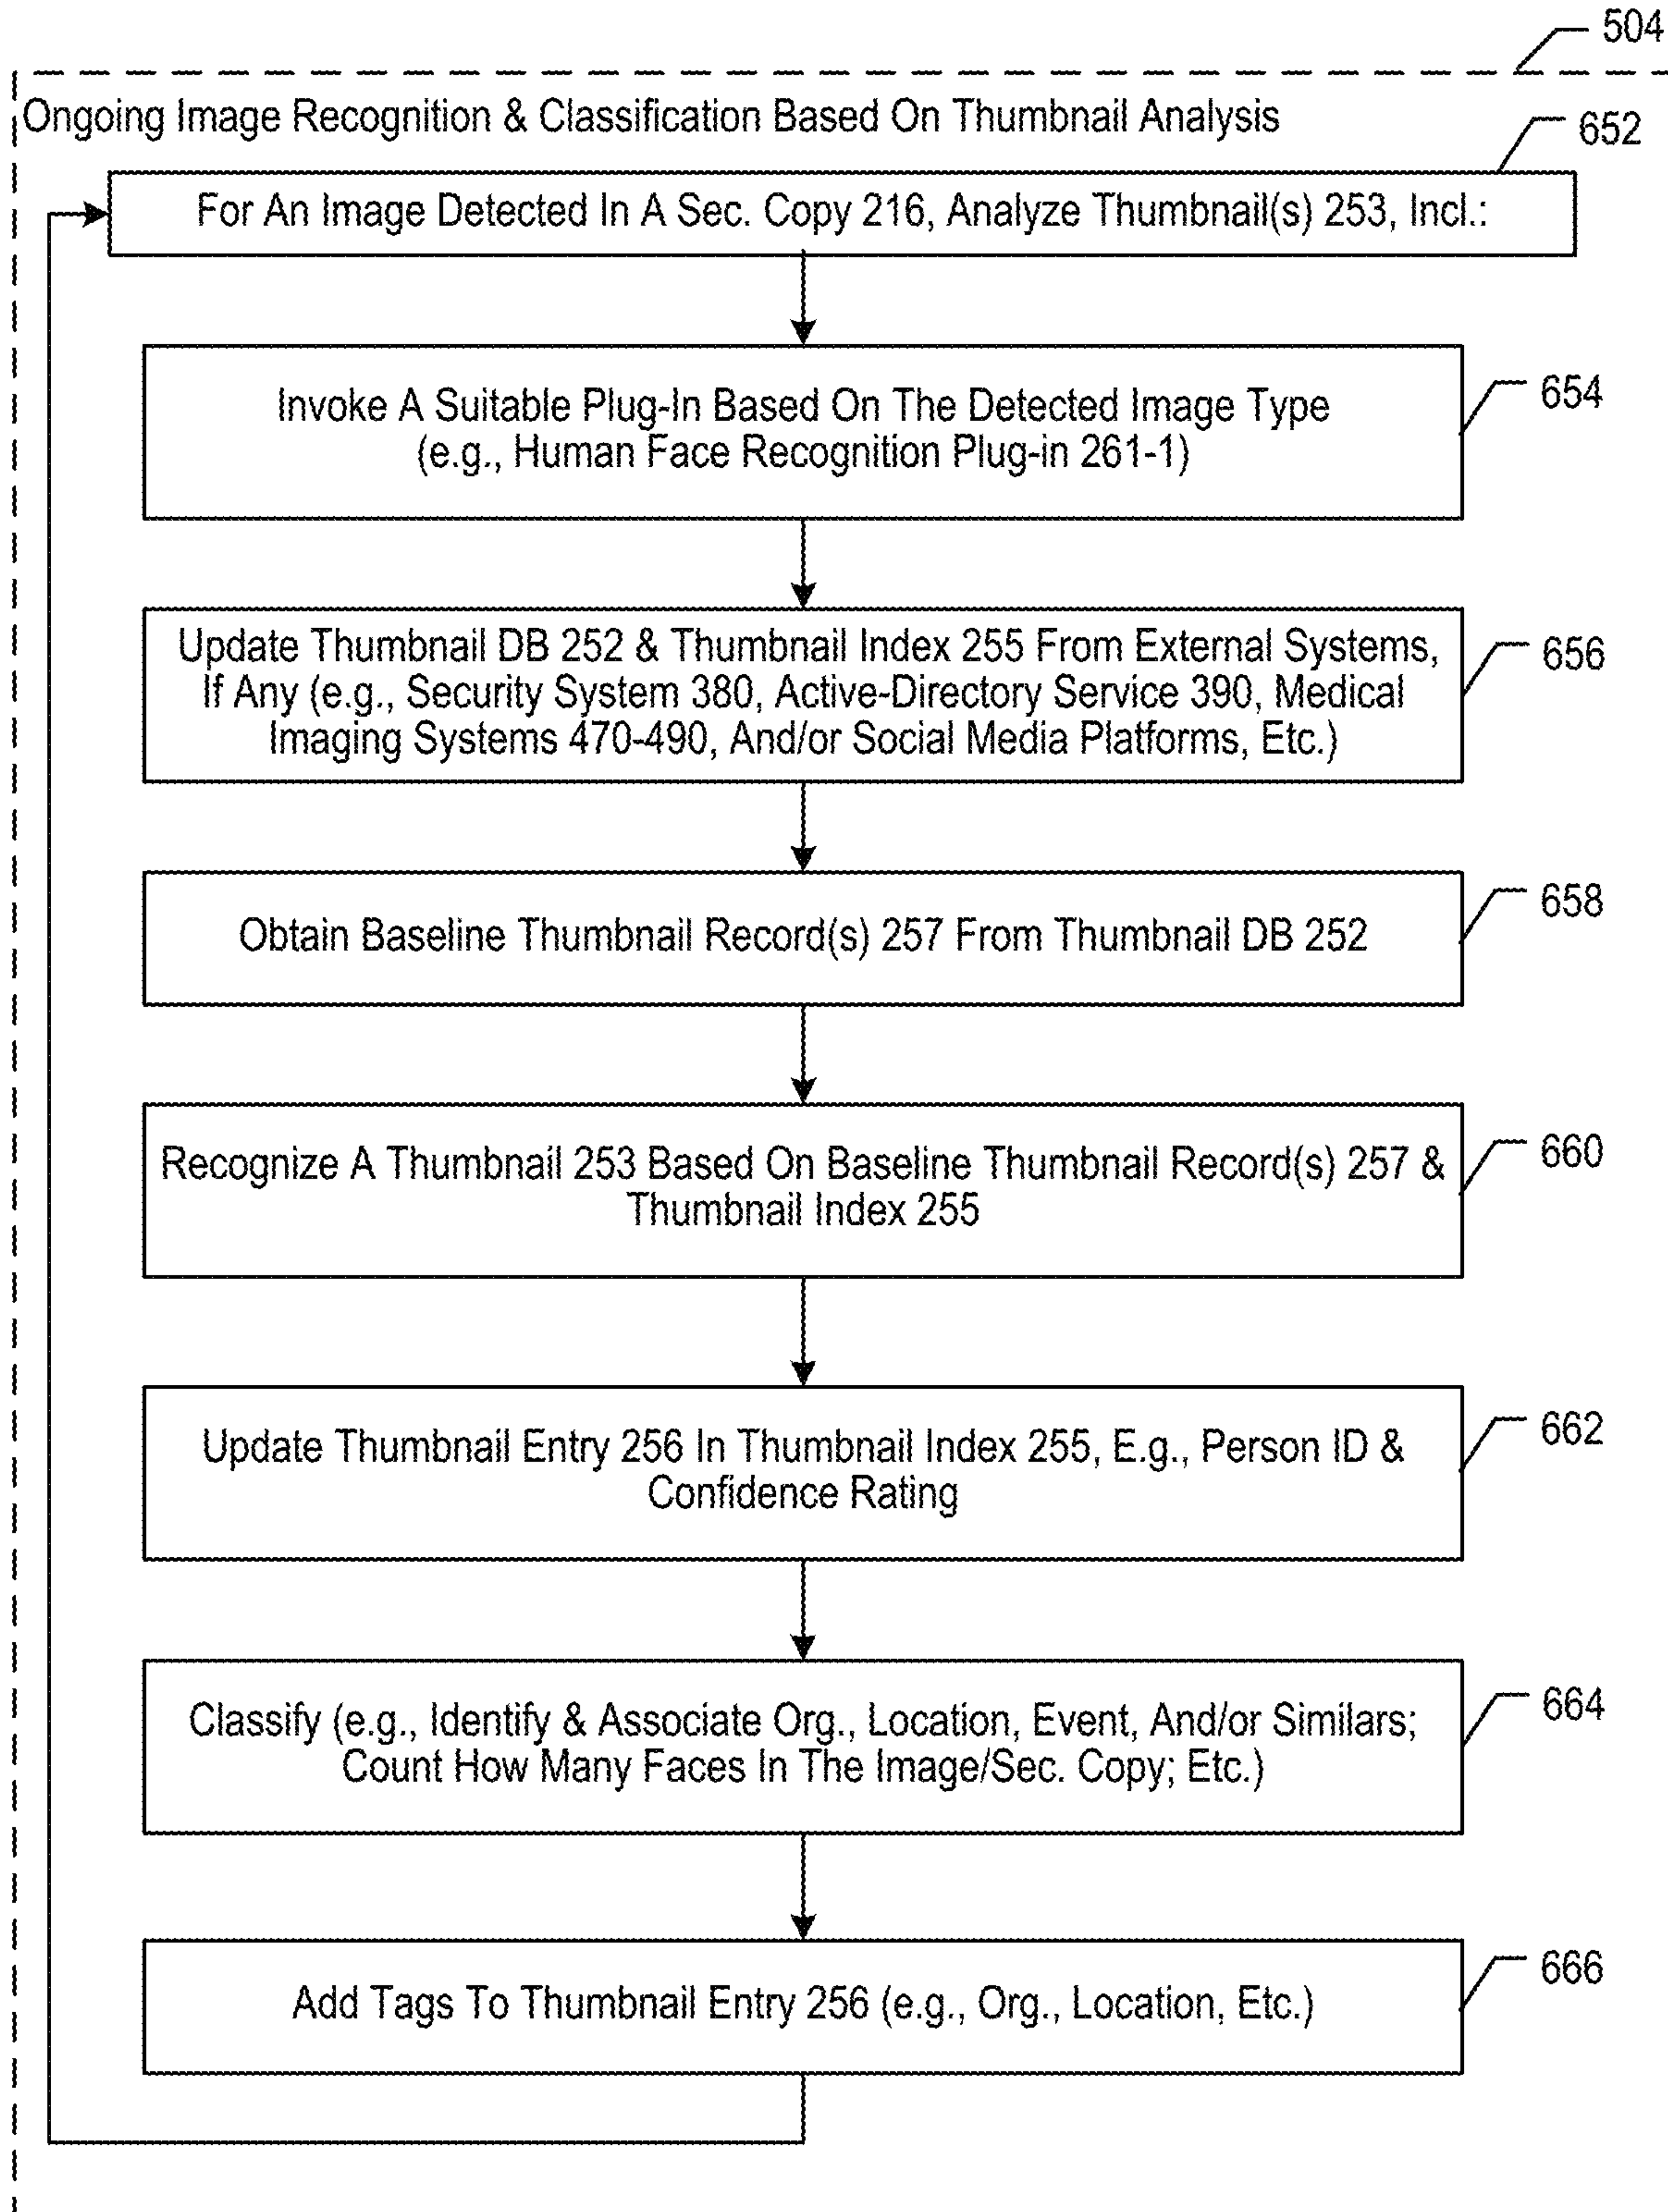 504
Ongoing Image Recognition & Classification Based On Thumbnail Analysis
652
For An Image Detected In A Sec. Copy 216, Analyze Thumbnail(s) 253, Incl.:
Invoke A Suitable Plug-In Based On The Detected Image Type
(e.g., Human Face Recognition Plug-in 261-1)
654
Update Thumbnail DB 252 & Thumbnail Index 255 From External Systems,
If Any (e.g., Security System 380, Active-Directory Service 390, Medical
Imaging Systems 470-490, And/or Social Media Platforms, Etc.)
656
Obtain Baseline Thumbnail Record(s) 257 From Thumbnail DB 252
658
Recognize A Thumbnail 253 Based On Baseline Thumbnail Record(s) 257 &
Thumbnail Index 255
660
Update Thumbnail Entry 256 In Thumbnail Index 255, E.g., Person ID &
Confidence Rating
662
Classify (e.g., Identify & Associate Org., Location, Event, And/or Similars;
Count How Many Faces In The Image/Sec. Copy; Etc.)
664
Add Tags To Thumbnail Entry 256 (e.g., Org., Location, Etc.)
666